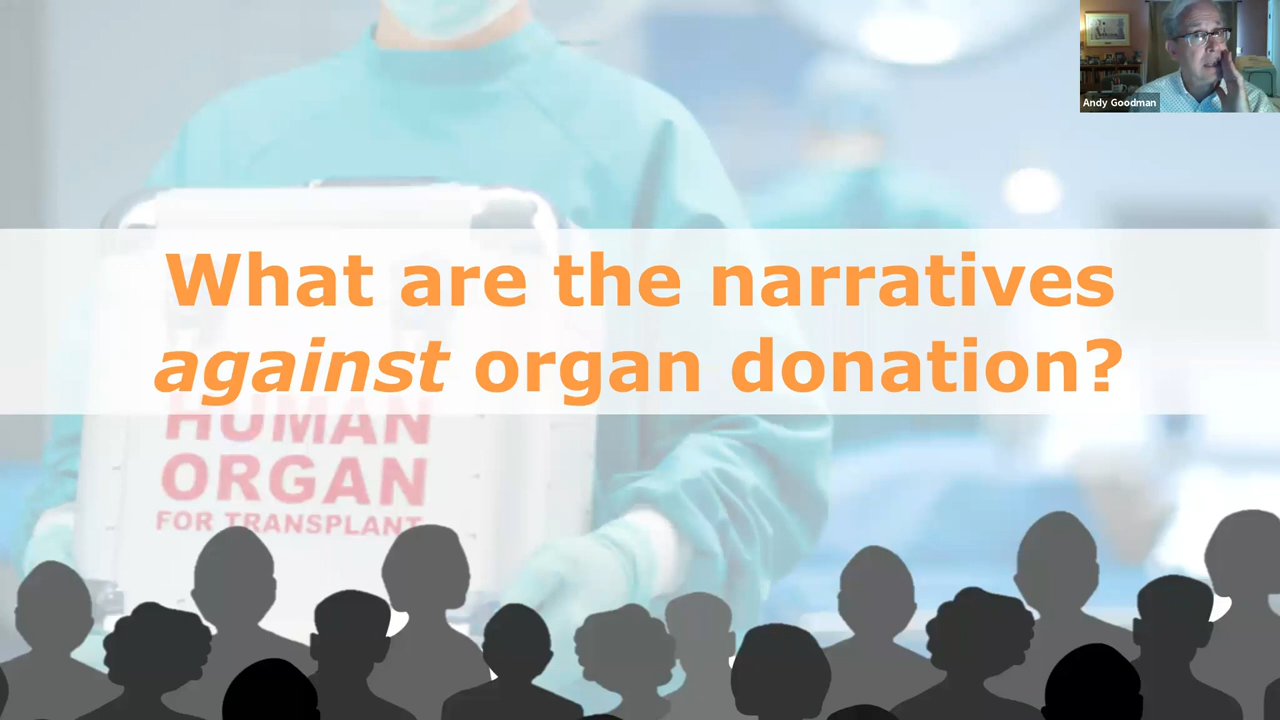 Andy Goodman
What are the narratives
against organ donation?
HUMAN
ORGAN
FOR TRANSPLANT